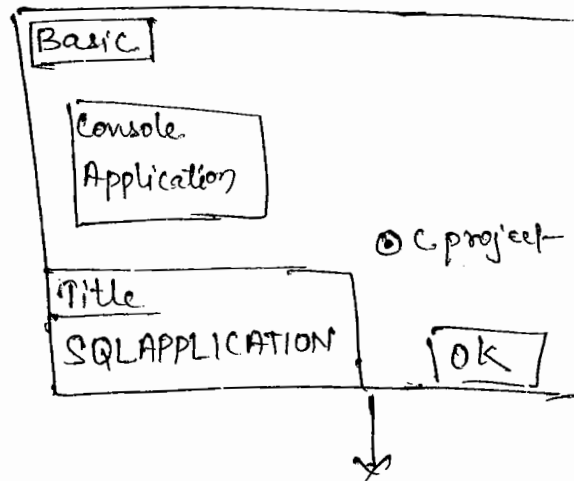 Basic
Console
Application
C project
Title
SQLAPPLICATION
OK